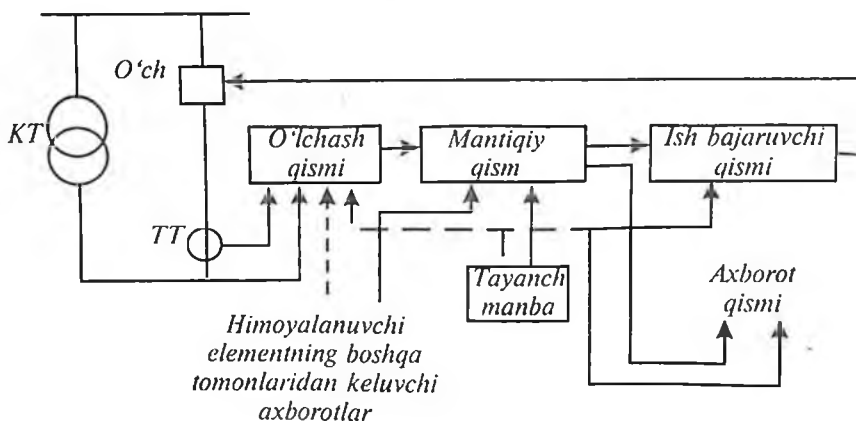 O‘ch
KT
O‘lchash
qismi
Mantiqiy
qism
Ish bajaruvchi
qismi
TT
Tayanch
manba
Axborot
qismi
Himoyalanuvchi
elementning boshqa
tomonlaridan keluvchi
axborotlar